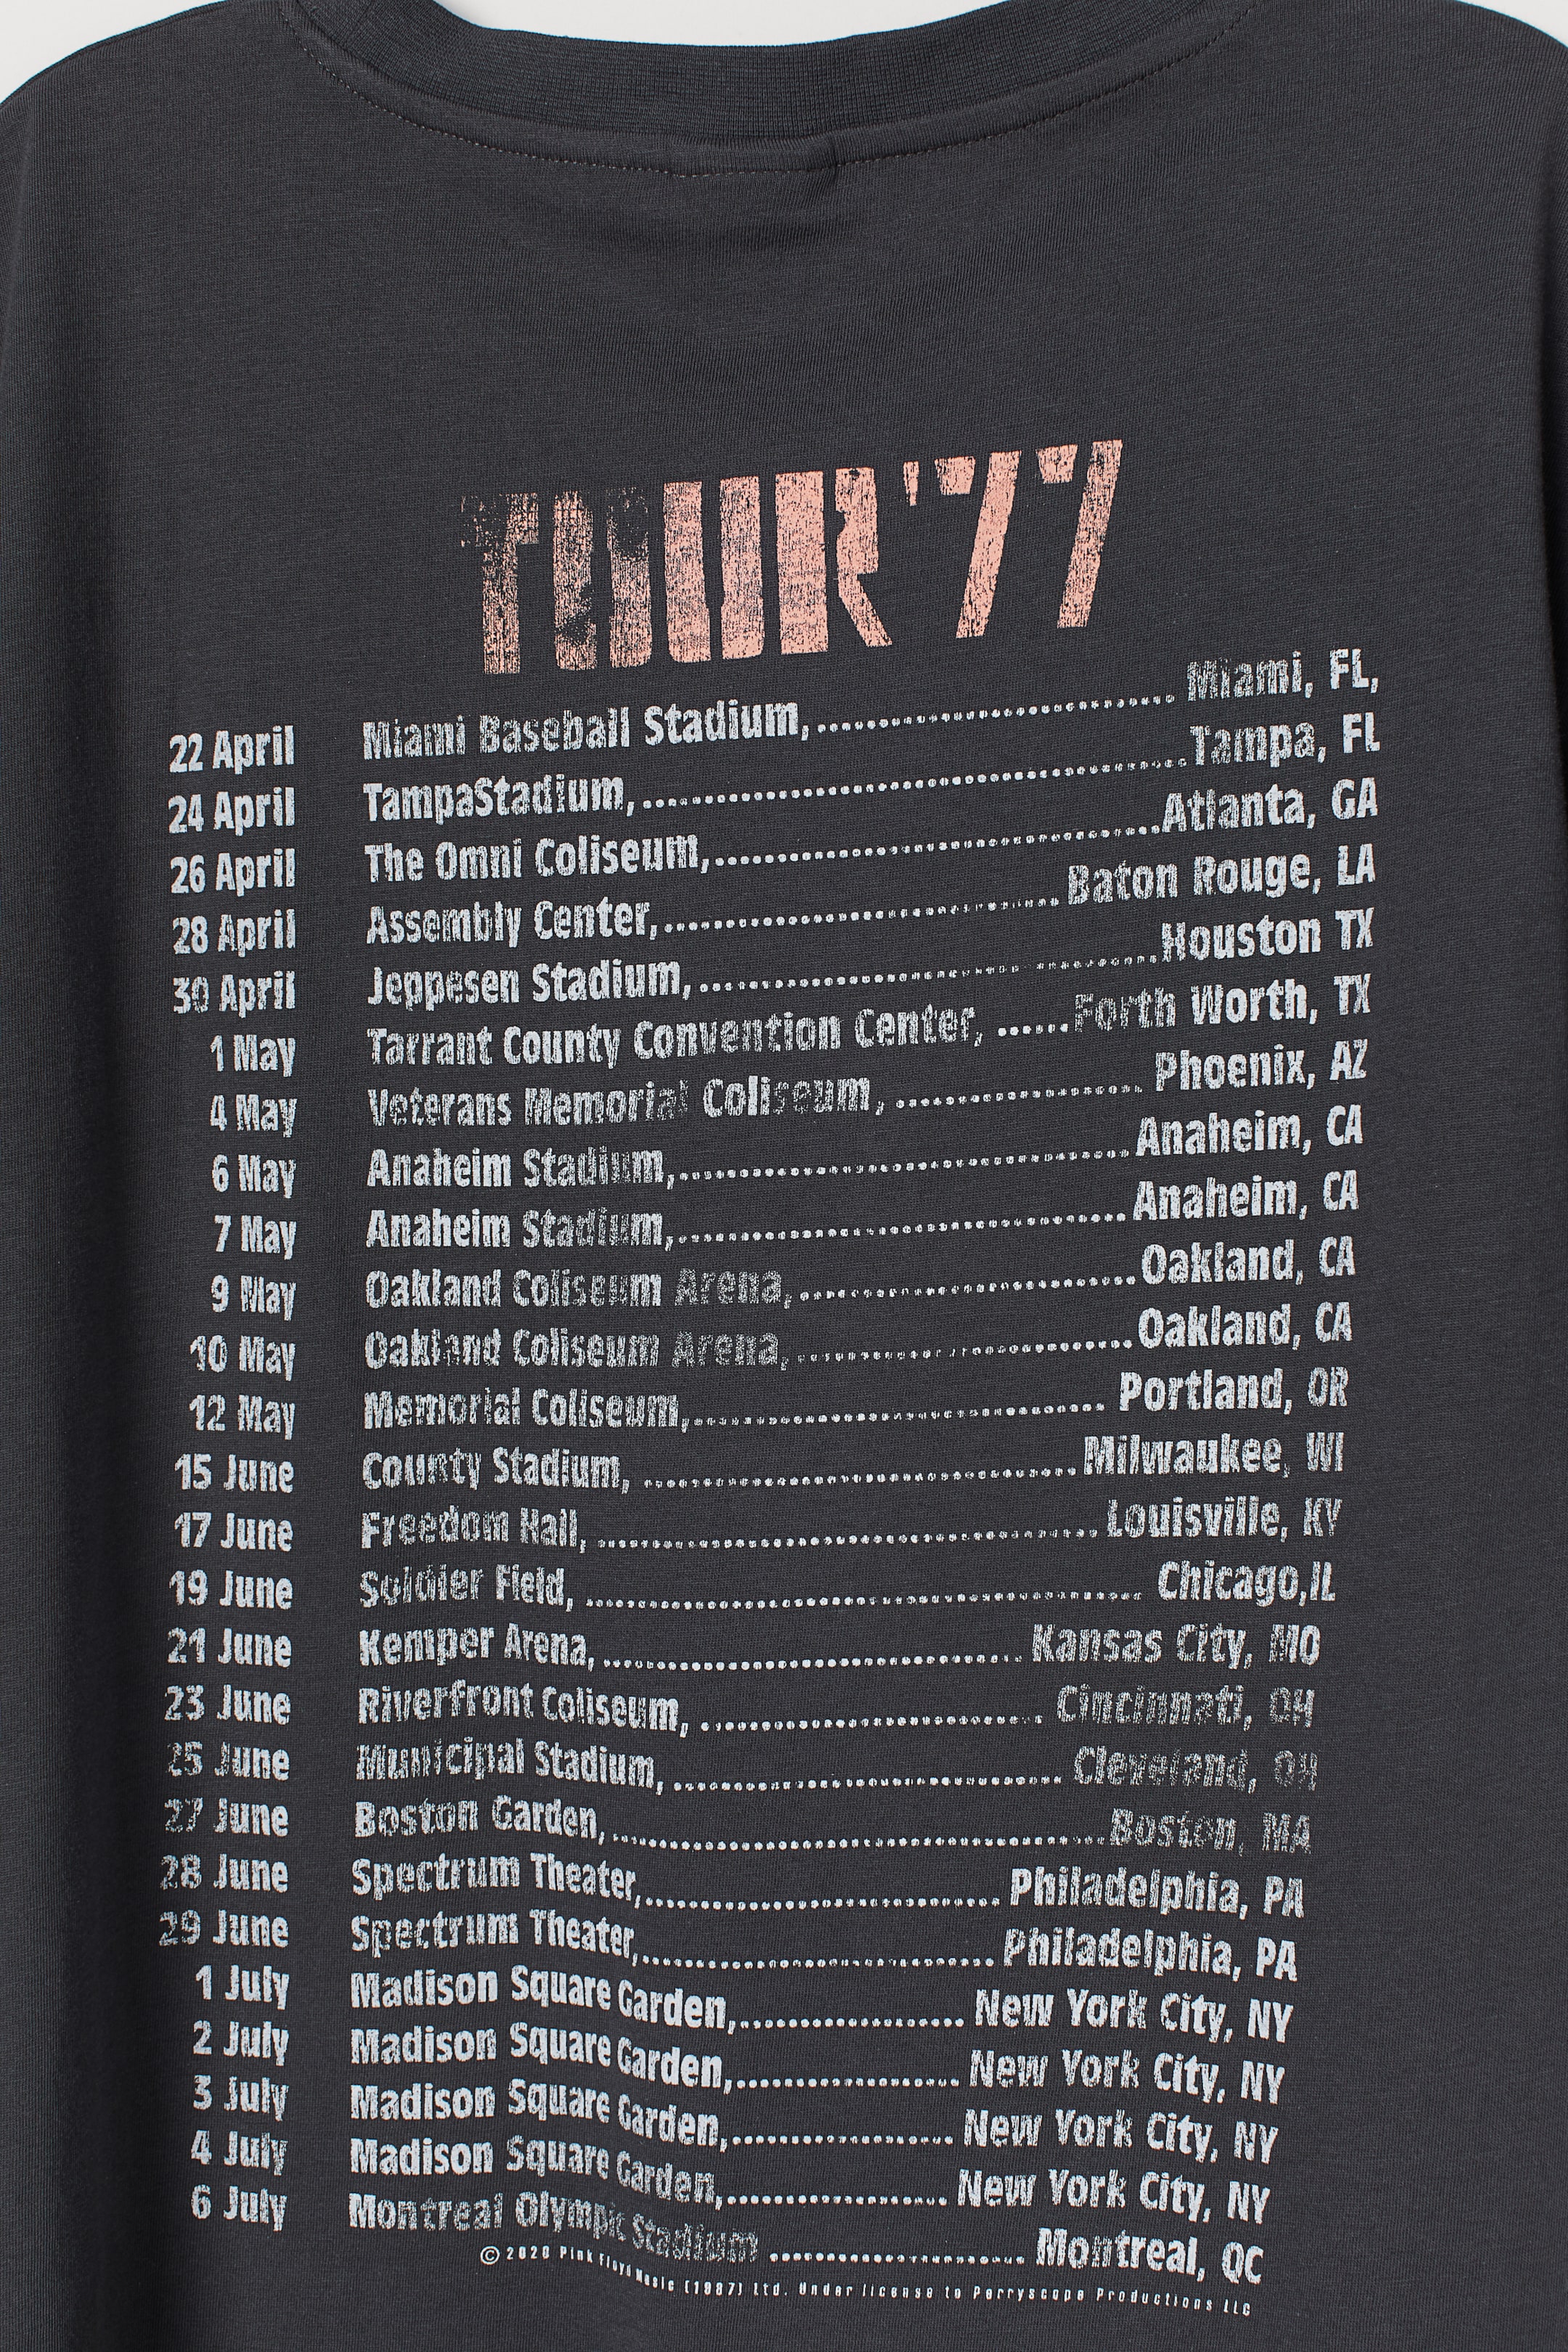 TOUR '77
22 April Miami Baseball Stadium,.................................. Miami, FL,
24 April TampaStadium,.................................................Tampa, FL
26 April The Omni Coliseum,........................................Atlanta, GA
28 April Assembly Center,....................................Baton Rouge, LA
30 April Jeppesen Stadium, .........................................Houston TX
1 May Tarrant County Convention Center, ......Forth Worth, TX
4 May Veterans Memorial Coliseum, ...................... Phoenix, AZ
6 May Anaheim Stadium,........................................Anaheim, CA
7 May Anaheim Stadium,........................................Anaheim, CA
9 May Oakland Coliseum Arena,..............................Oakland, CA
10 May Oakland Coliseum Arena,..............................Oakland, CA
12 May Memorial Coliseum,..................................... Portland, OR
15 June County Stadium, .......................................Milwaukee, WI
17 June Freedom Hall, ............................................Louisville, KY
19 June Soldier Field, ................................................. Chicago,IL
21 June Kemper Arena,.....................................Kansas City, MO
23 June Riverfront Coliseum, .............................. Cincinnati, OH
25 June Municipal Stadium, .................................. Cleveland, OH
27 June Boston Garden,...........................................Boston, MA
28 June Spectrum Theater,............................... Philadelphia, PA
29 June Spectrum Theater,............................... Philadelphia, PA
1 July Madison Square Garden,.................... New York City, NY
2 July Madison Square Garden,.................... New York City, NY
3 July Madison Square Garden,.................... New York City, NY
4 July Madison Square Garden,.................... New York City, NY
6 July Montreal Olympic Stadium ....................... Montreal, QC
© 2020 Pink Floyd Music (1987) Ltd. Under license to Perryscope Productions LLC